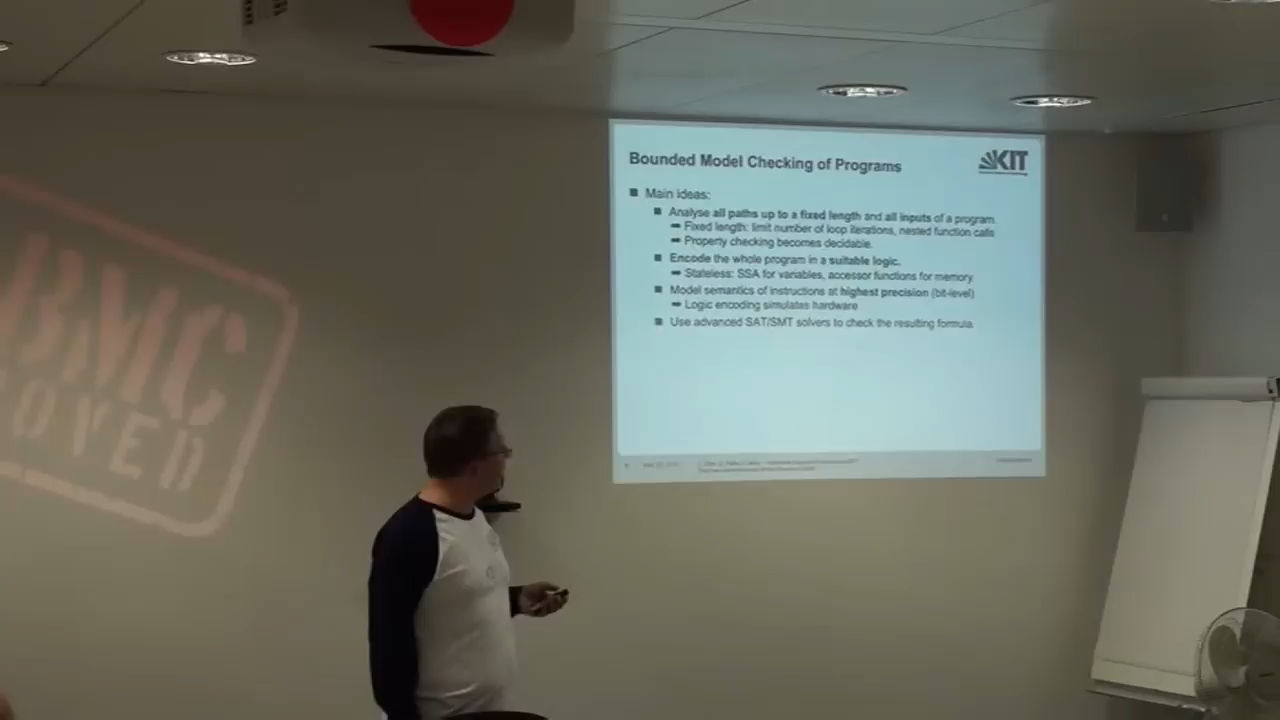 Bounded Model Checking of Programs
KIT
Main ideas:
Analyse all paths up to a fixed length and all inputs of a program.
Fixed length: limit number of loop iterations, nested function calls
Property checking becomes decidable.
Encode the whole program in a suitable logic.
Stateless: SSA for variables, accessor functions for memory
Model semantics of instructions at highest precision (bit-level)
Logic encoding simulates hardware
Use advanced SAT/SMT solvers to check the resulting formula
BMC